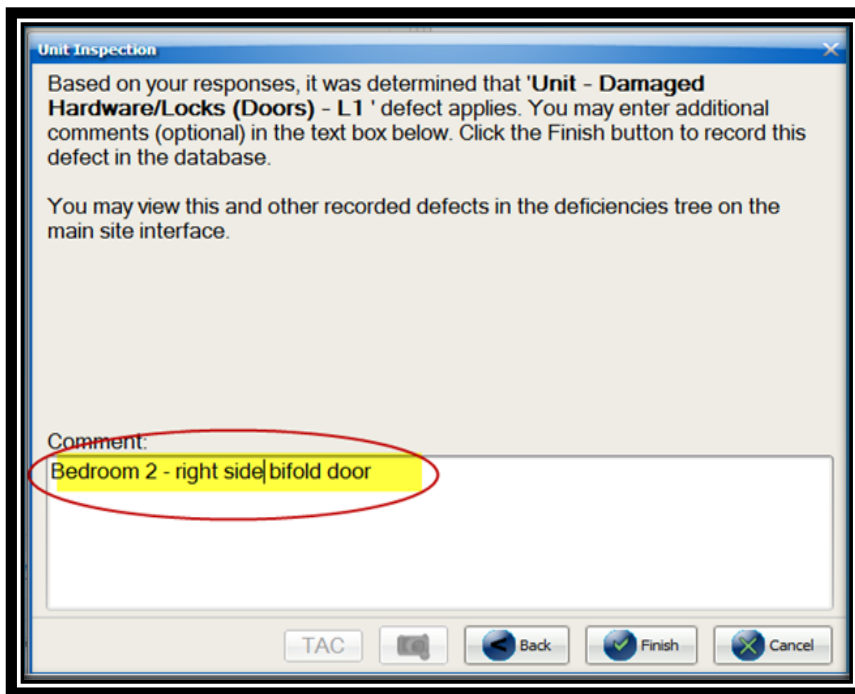 Unit Inspection
Based on your responses, it was determined that 'Unit - Damaged
Hardware/Locks (Doors) - L1 ' defect applies. You may enter additional
comments (optional) in the text box below. Click the Finish button to record this
defect in the database.
You may view this and other recorded defects in the deficiencies tree on the
main site interface.
Comment:
Bedroom 2 - right side bifold door
TAC Back Finish Cancel